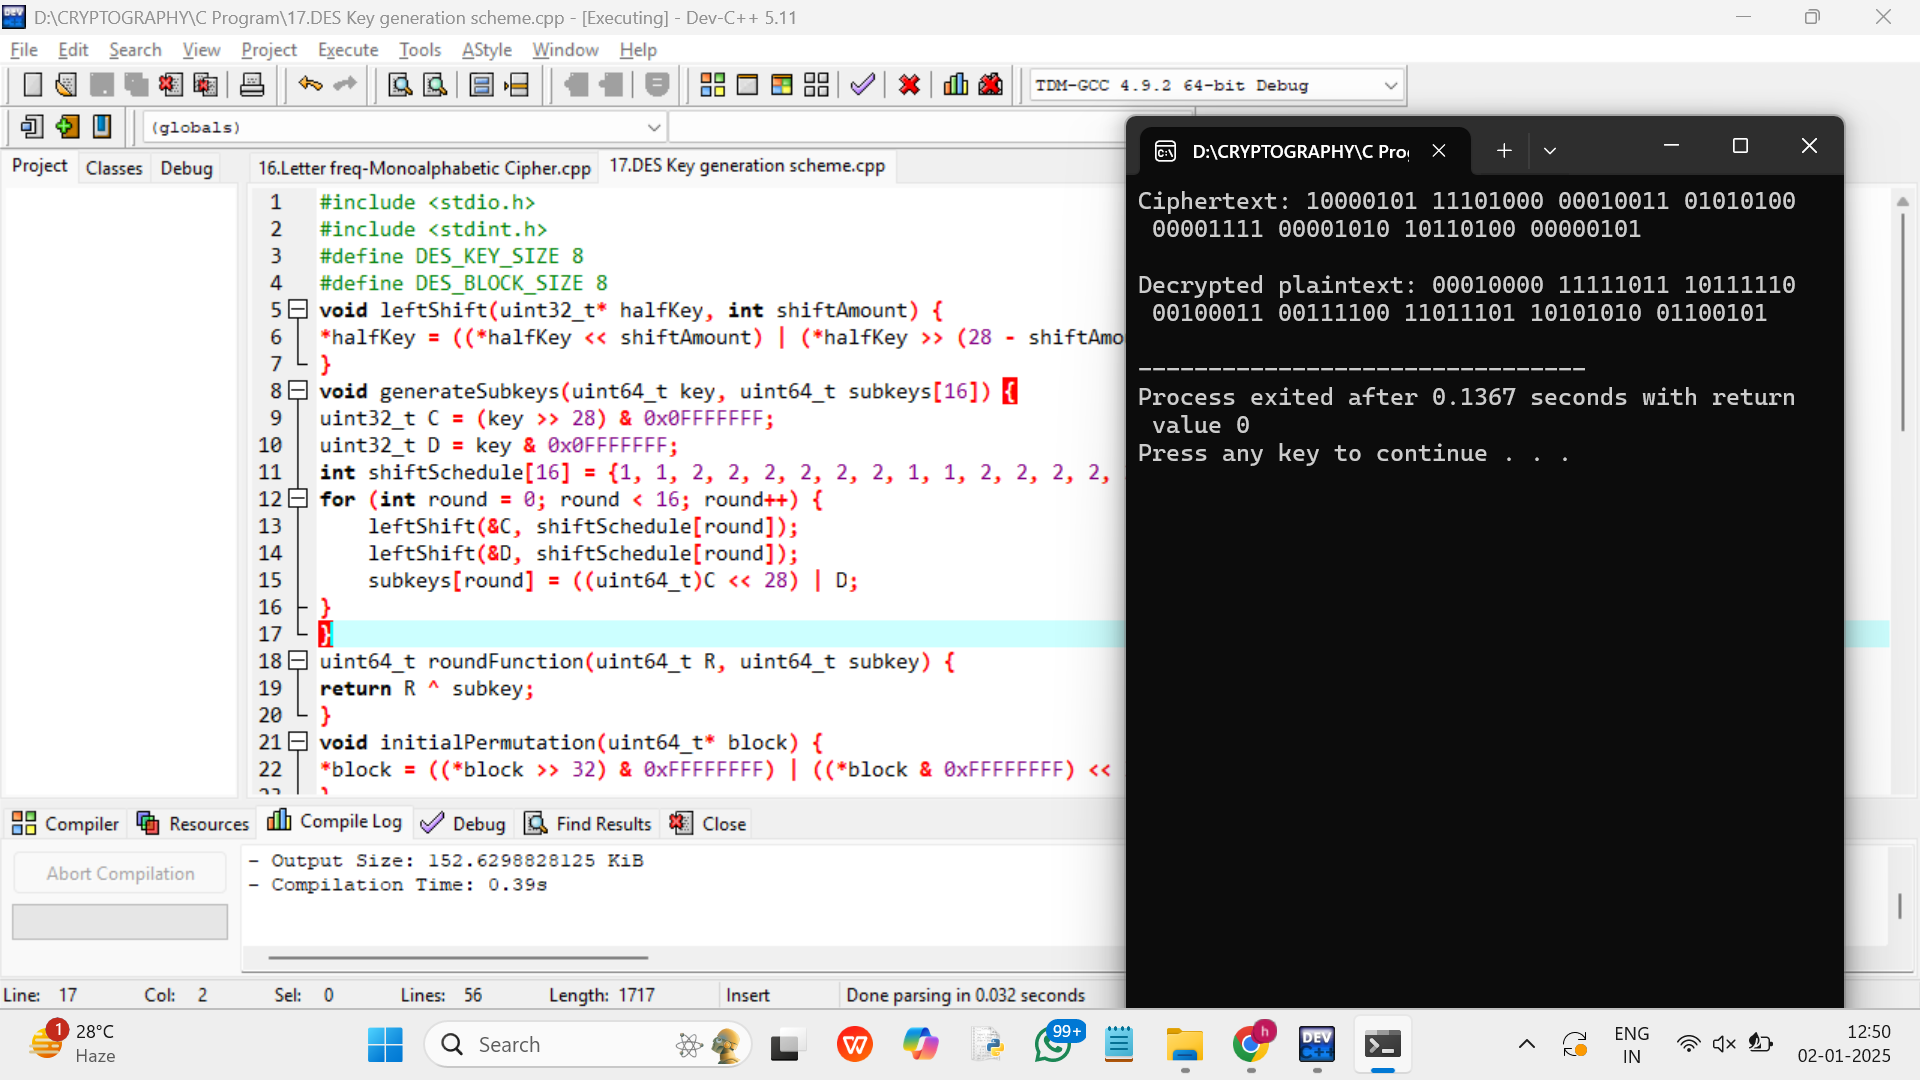 D:\CRYPTOGRAPHY\C Program\17.DES Key generation scheme.cpp - [Executing] - Dev-C++ 5.11
File Edit Search View Project Execute Tools AStyle Window Help
TDM-GCC 4.9.2 64-bit Debug
(globals)
Project Classes Debug
16.Letter freq-Monoalphabetic Cipher.cpp 17.DES Key generation scheme.cpp
1 #include <stdio.h>
2 #include <stdint.h>
3 #define DES_KEY_SIZE 8
4 #define DES_BLOCK_SIZE 8
5 void leftShift(uint32_t* halfKey, int shiftAmount) {
6 *halfKey = ((*halfKey << shiftAmount) | (*halfKey >> (28 - shiftAmo
7 }
8 void generateSubkeys(uint64_t key, uint64_t subkeys[16]) {
9 uint32_t C = (key >> 28) & 0x0FFFFFFF;
10 uint32_t D = key & 0x0FFFFFFF;
11 int shiftSchedule[16] = {1, 1, 2, 2, 2, 2, 2, 2, 1, 1, 2, 2, 2, 2,
12 for (int round = 0; round < 16; round++) {
13 leftShift(&C, shiftSchedule[round]);
14 leftShift(&D, shiftSchedule[round]);
15 subkeys[round] = ((uint64_t)C << 28) | D;
16 }
17 }
18 uint64_t roundFunction(uint64_t R, uint64_t subkey) {
19 return R ^ subkey;
20 }
21 void initialPermutation(uint64_t* block) {
22 *block = ((*block >> 32) & 0xFFFFFFFF) | ((*block & 0xFFFFFFFF) <<
D:\CRYPTOGRAPHY\C Pro
Ciphertext: 10000101 11101000 00010011 01010100
00001111 00001010 10110100 00000101
Decrypted plaintext: 00010000 11111011 10111110
00100011 00111100 11011101 10101010 01100101
--------------------------------
Process exited after 0.1367 seconds with return
value 0
Press any key to continue . . .
Compiler Resources Compile Log Debug Find Results Close
Abort Compilation
- Output Size: 152.6298828125 KiB
- Compilation Time: 0.39s
Line: 17 Col: 2 Sel: 0 Lines: 56 Length: 1717 Insert Done parsing in 0.032 seconds
1
28°C
Haze
Search
99+
h
DEV
C++
ENG
IN
12:50
02-01-2025